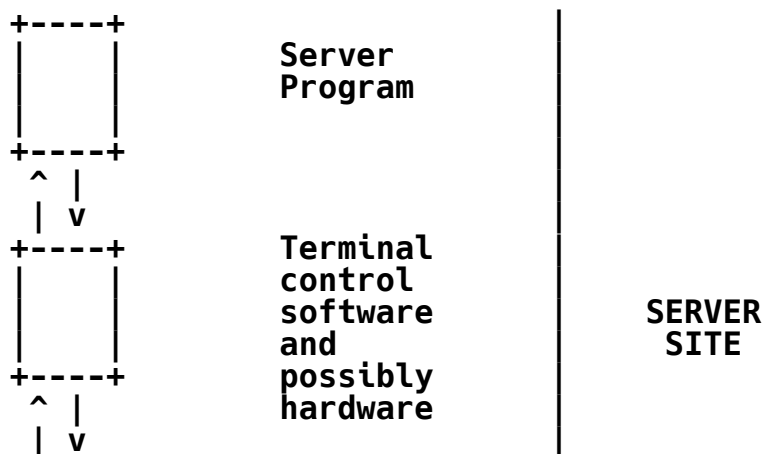 +----+                            |
|    |        Server              |
|    |        Program             |
|    |                            |
+----+                            |
 ^ |                              |
 | v                              |
+----+        Terminal            |
|    |        control             |
|    |        software            |     SERVER
|    |        and                 |      SITE
+----+        possibly            |
 ^ |          hardware            |
 | v                              |